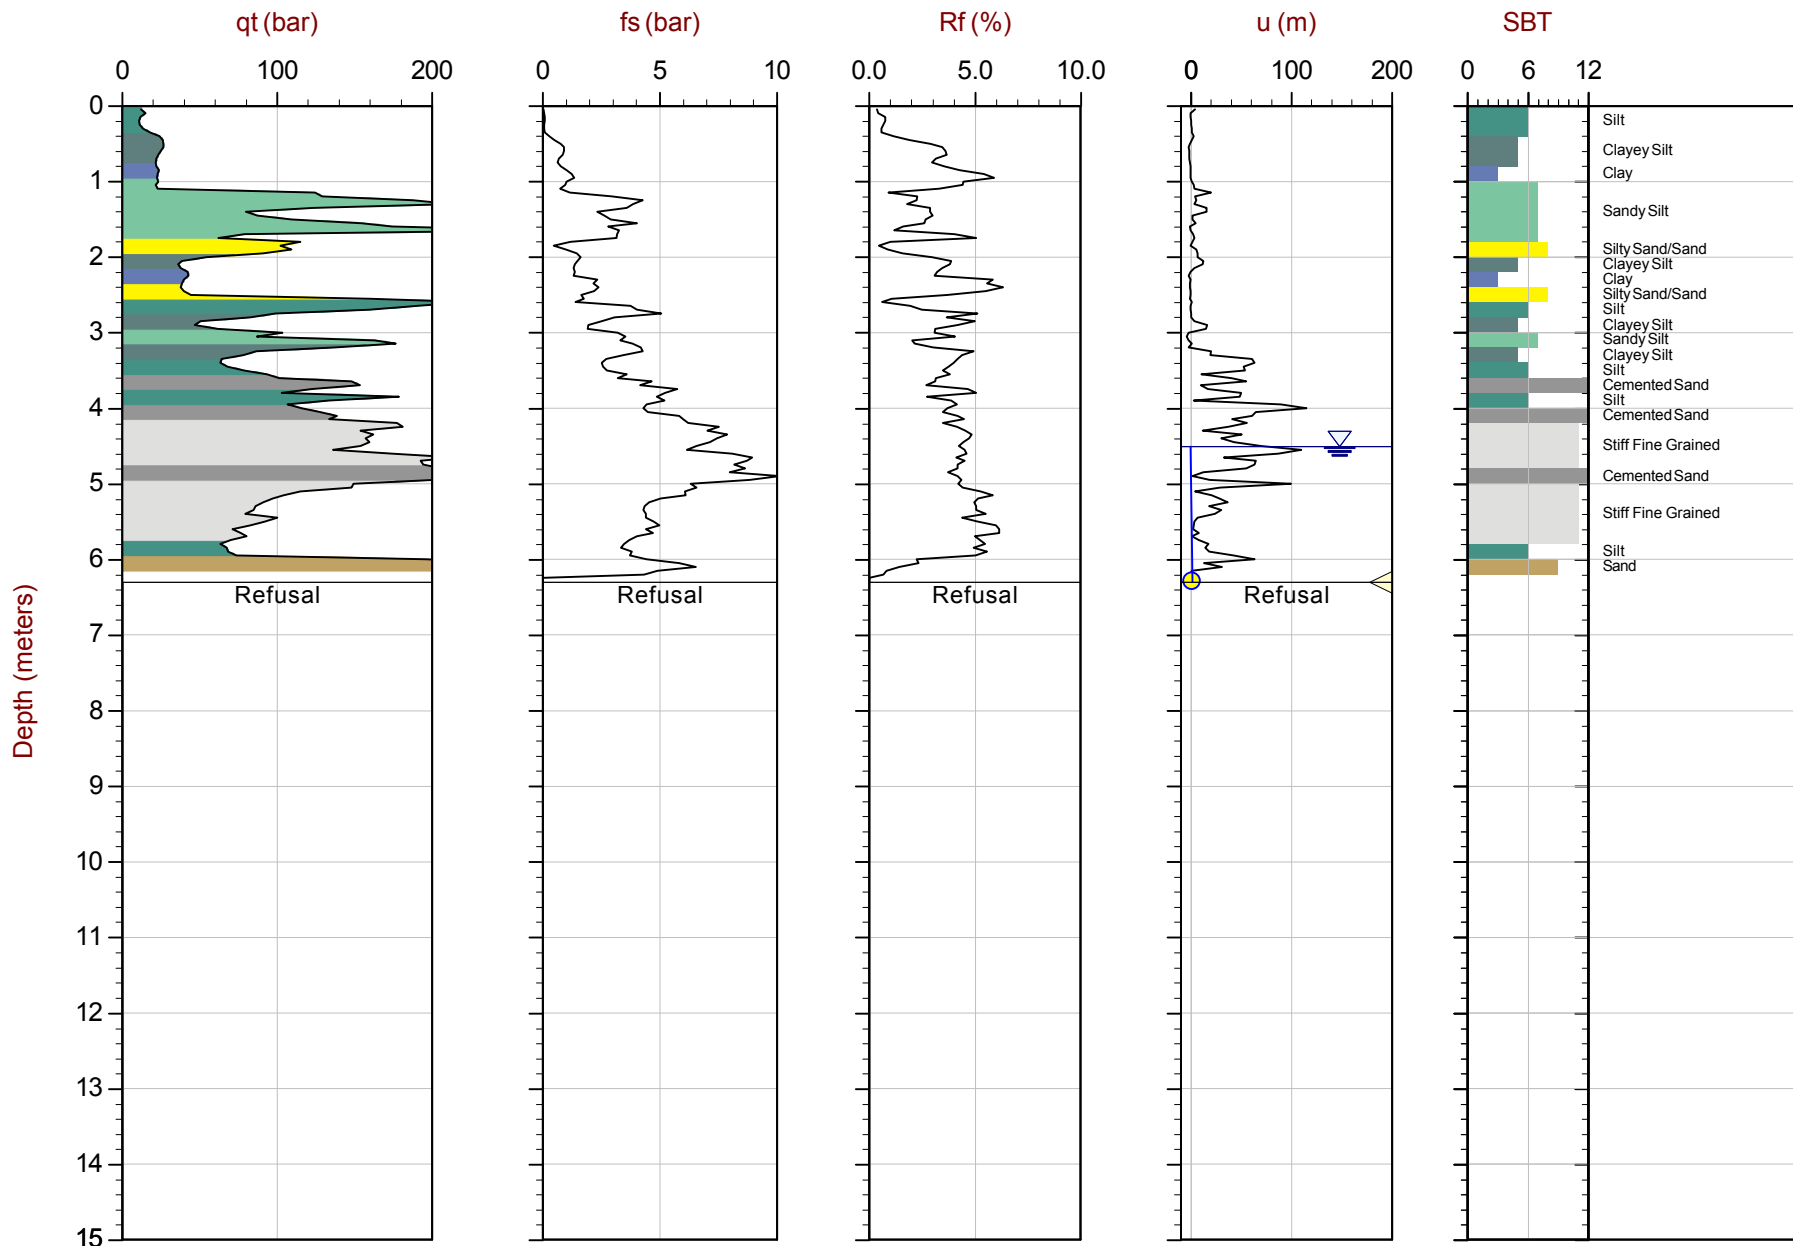 qt (bar) fs (bar) Rf (%) u (m) SBT
0 100 200 0 5 10 0.0 5.0 10.0 0 100 200 0 6 12
0
Silt
Clayey Silt
Clay
1
Sandy Silt
Silty Sand/Sand
2
Clayey Silt
Clay
Silty Sand/Sand
Silt
Clayey Silt
3
Sandy Silt
Clayey Silt
Silt
Cemented Sand
Silt
4
Cemented Sand
Stiff Fine Grained
Cemented Sand
5
Stiff Fine Grained
Silt
6
Sand
Refusal Refusal Refusal Refusal
7
8
9
10
11
12
13
14
15
Depth (meters)